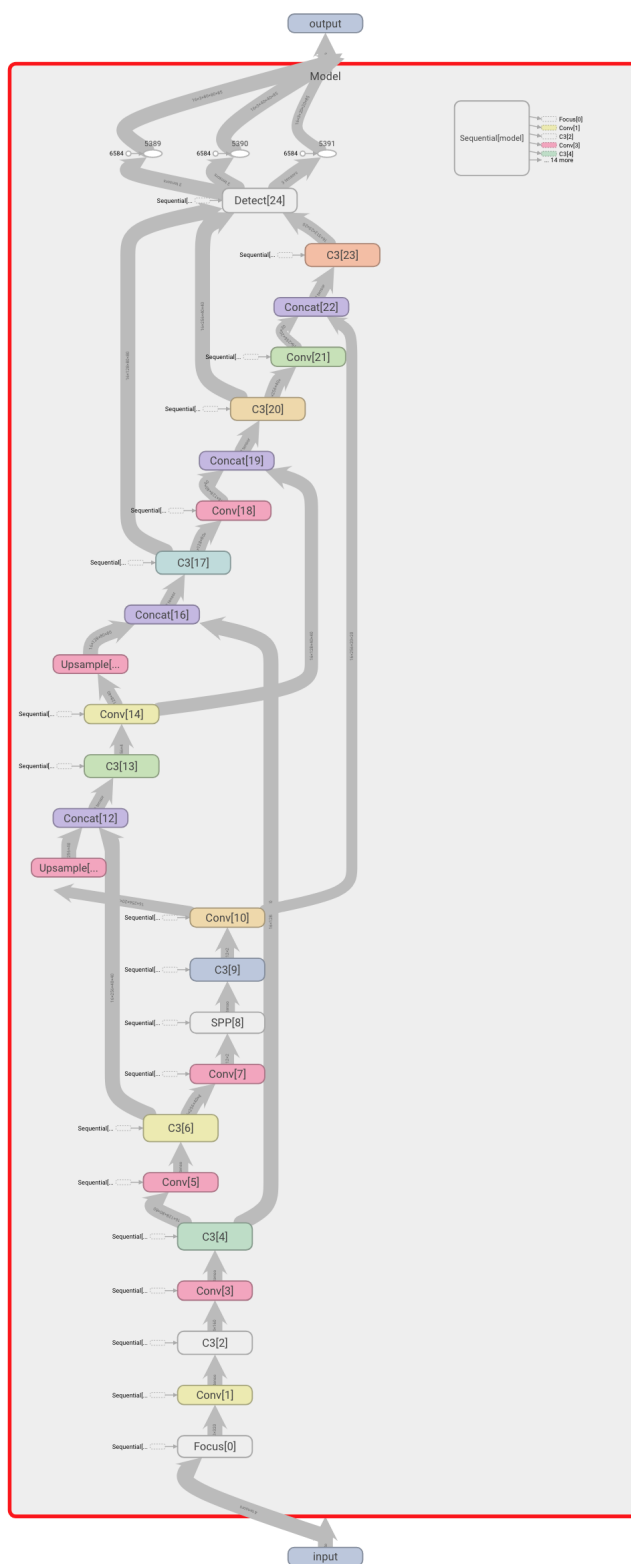 output
Model
5389
5390
5391
6584
6584
6584
Sequential[model]
Focus[0]
Conv[1]
C3[2]
Conv[3]
C3[4]
... 14 more
Sequential[...
Detect[24]
Sequential[...
C3[23]
Concat[22]
Sequential[...
Conv[21]
Sequential[...
C3[20]
Concat[19]
Sequential[...
Conv[18]
Sequential[...
C3[17]
Concat[16]
Upsample[...
Sequential[...
Conv[14]
Sequential[...
C3[13]
Concat[12]
Upsample[...
Sequential[...
Conv[10]
Sequential[...
C3[9]
Sequential[...
SPP[8]
Sequential[...
Conv[7]
Sequential[...
C3[6]
Sequential[...
Conv[5]
Sequential[...
C3[4]
Sequential[...
Conv[3]
Sequential[...
C3[2]
Sequential[...
Conv[1]
Sequential[...
Focus[0]
input